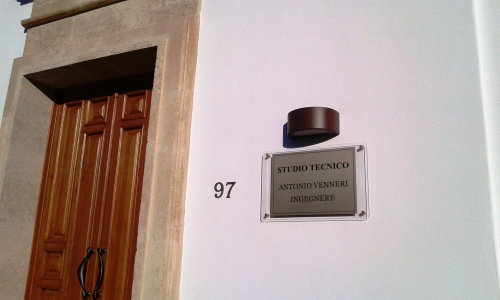 97
STUDIO TECNICO
ANTONIO VENNERI
INGEGNERE